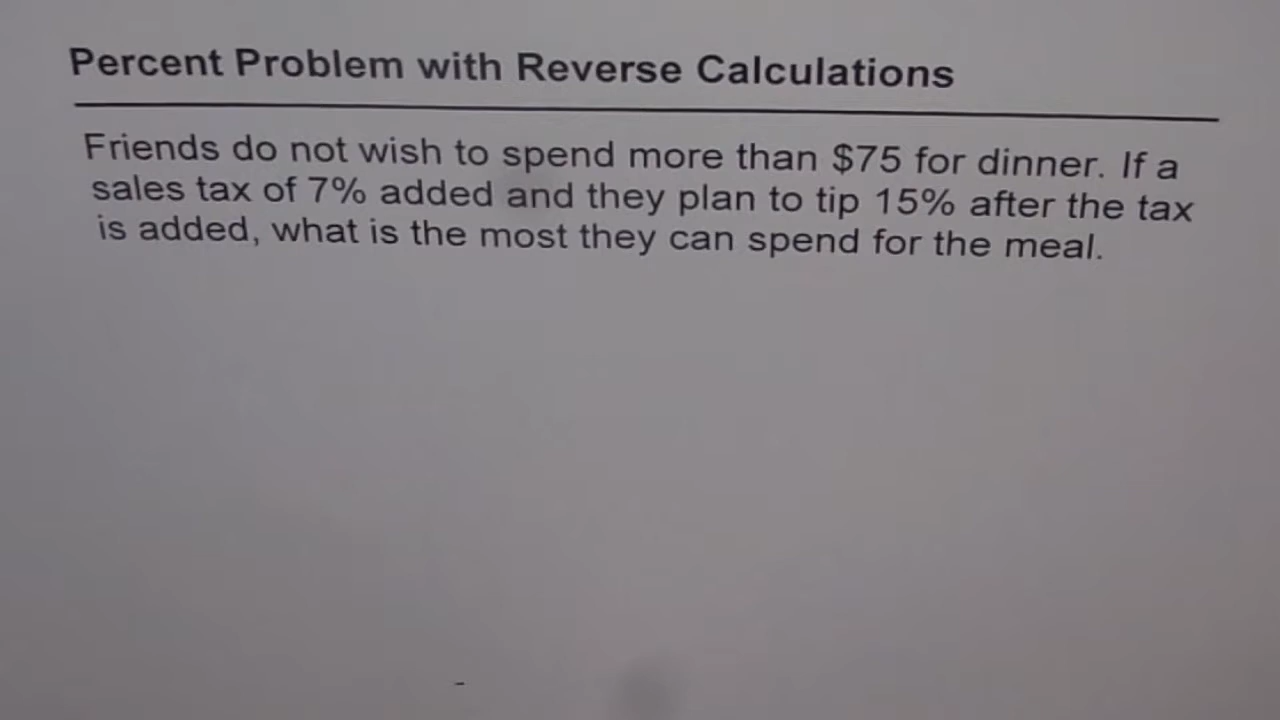 Percent Problem with Reverse Calculations
Friends do not wish to spend more than $75 for dinner. If a
sales tax of 7% added and they plan to tip 15% after the tax
is added, what is the most they can spend for the meal.